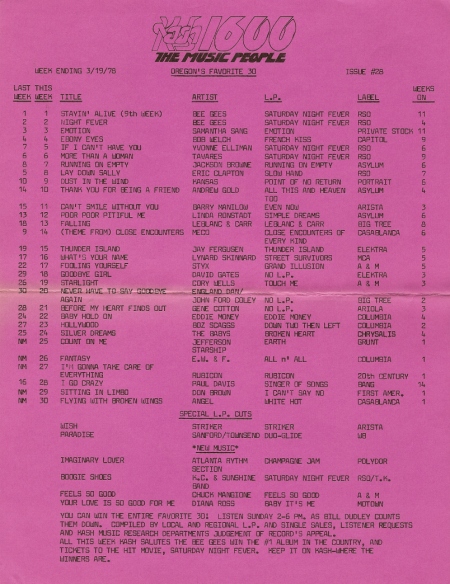 KASH 1600
THE MUSIC PEOPLE
WEEK ENDING 3/19/78 OREGON'S FAVORITE 30 ISSUE #28
LAST THIS WEEKS
WEEK WEEK TITLE ARTIST L.P. LABEL ON
1 1 STAYIN' ALIVE (9th WEEK) BEE GEES SATURDAY NIGHT FEVER RSO 11
2 2 NIGHT FEVER BEE GEES SATURDAY NIGHT FEVER RSO 4
3 3 EMOTION SAMANTHA SANG EMOTION PRIVATE STOCK 11
4 4 EBONY EYES BOB WELCH FRENCH KISS CAPITOL 9
7 5 IF I CAN'T HAVE YOU YVONNE ELLIMAN SATURDAY NIGHT FEVER RSO 6
6 6 MORE THAN A WOMAN TAVARES SATURDAY NIGHT FEVER RSO 6
8 7 RUNNING ON EMPTY JACKSON BROWNE RUNNING ON EMPTY ASYLUM 6
5 8 LAY DOWN SALLY ERIC CLAPTON SLOW HAND RSO 7
10 9 DUST IN THE WIND KANSAS POINT OF NO RETURN PORTRAIT 6
14 10 THANK YOU FOR BEING A FRIEND ANDREW GOLD ALL THIS AND HEAVEN ASYLUM 4
TOO
15 11 CAN'T SMILE WITHOUT YOU BARRY MANILOW EVEN NOW ARISTA 3
13 12 POOR POOR PITIFUL ME LINDA RONSTADT SIMPLE DREAMS ASYLUM 6
18 13 FALLING LEBLANC & CARR LEBLANC & CARR BIG TREE 8
9 14 (THEME FROM) CLOSE ENCOUNTERS MECO CLOSE ENCOUNTERS OF CASABLANCA 6
EVERY KIND
19 15 THUNDER ISLAND JAY FERGUSEN THUNDER ISLAND ELEKTRA 5
17 16 WHAT'S YOUR NAME LYNARD SKINNARD STREET SURVIVORS MCA 5
22 17 FOOLING YOURSELF STYX GRAND ILLUSION A & M 5
29 18 GOODBYE GIRL DAVID GATES NO L.P. ELEKTRA 3
26 19 STARLIGHT CORY WELLS TOUCH ME A & M 3
30 20 NEVER HAVE TO SAY GOODBYE ENGLAND DAN/
AGAIN JOHN FORD COLEY NO L.P. BIG TREE 2
28 21 BEFORE MY HEART FINDS OUT GENE COTTON NO L.P. ARIOLA 3
24 22 BABY HOLD ON EDDIE MONEY EDDIE MONEY COLUMBIA 4
27 23 HOLLYWOOD BOZ SCAGGS DOWN TWO THEN LEFT COLUMBIA 2
25 24 SILVER DREAMS THE BABYS BROKEN HEART CHRYSALIS 4
NM 25 COUNT ON ME JEFFERSON EARTH GRUNT 1
STARSHIP
NM 26 FANTASY E.W. & F. ALL n' ALL COLUMBIA 1
NM 27 I'M GONNA TAKE CARE OF
EVERYTHING RUBICON RUBICON 20th CENTURY 1
16 28 I GO CRAZY PAUL DAVIS SINGER OF SONGS BANG 14
NM 29 SITTING IN LIMBO DON BROWN I CAN'T SAY NO FIRST AMER. 1
NM 30 FLYING WITH BROKEN WINGS ANGEL WHITE HOT CASABLANCA 1
SPECIAL L.P. CUTS
WISH STRIKER STRIKER ARISTA
PARADISE SANFORD/TOWNSEND DUO-GLIDE WB
*NEW MUSIC*
IMAGINARY LOVER ATLANTA RYTHM CHAMPAGNE JAM POLYDOR
SECTION
BOOGIE SHOES K.C. & SUNSHINE SATURDAY NIGHT FEVER RSO/T.K.
BAND
FEELS SO GOOD CHUCK MANGIONE FEELS SO GOOD A & M
YOUR LOVE IS SO GOOD FOR ME DIANA ROSS BABY IT'S ME MOTOWN
YOU CAN WIN THE ENTIRE FAVORITE 30! LISTEN SUNDAY 2-6 PM, AS BILL DUDLEY COUNTS
THEM DOWN. COMPILED BY LOCAL AND REGIONAL L.P. AND SINGLE SALES, LISTENER REQUESTS
AND KASH MUSIC RESEARCH DEPARTMENTS JUDGEMENT OF RECORD'S APPEAL.
ALL THIS WEEK KASH SALUTES THE BEE GEES WIN THE #1 ALBUM IN THE COUNTRY, AND
TICKETS TO THE HIT MOVIE, SATURDAY NIGHT FEVER. KEEP IT ON KASH-WHERE THE
WINNERS ARE.